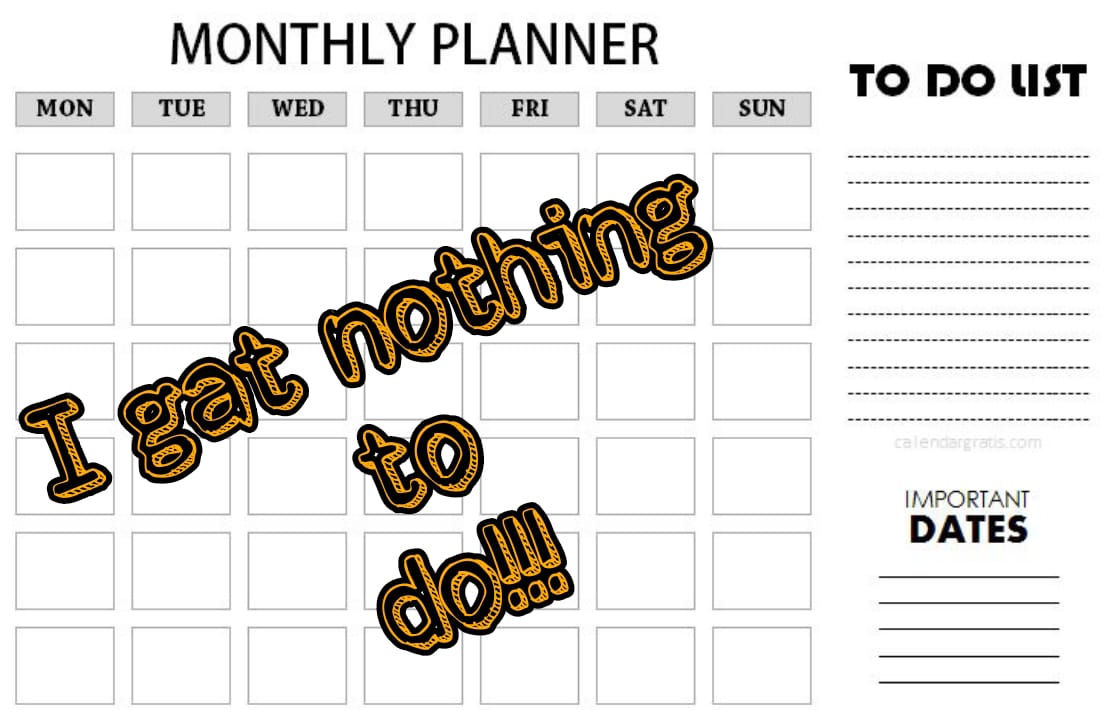 MONTHLY PLANNER
MON TUE WED THU FRI SAT SUN
I gat nothing
to
do!!!
TO DO LIST
calendargratis.com
IMPORTANT
DATES